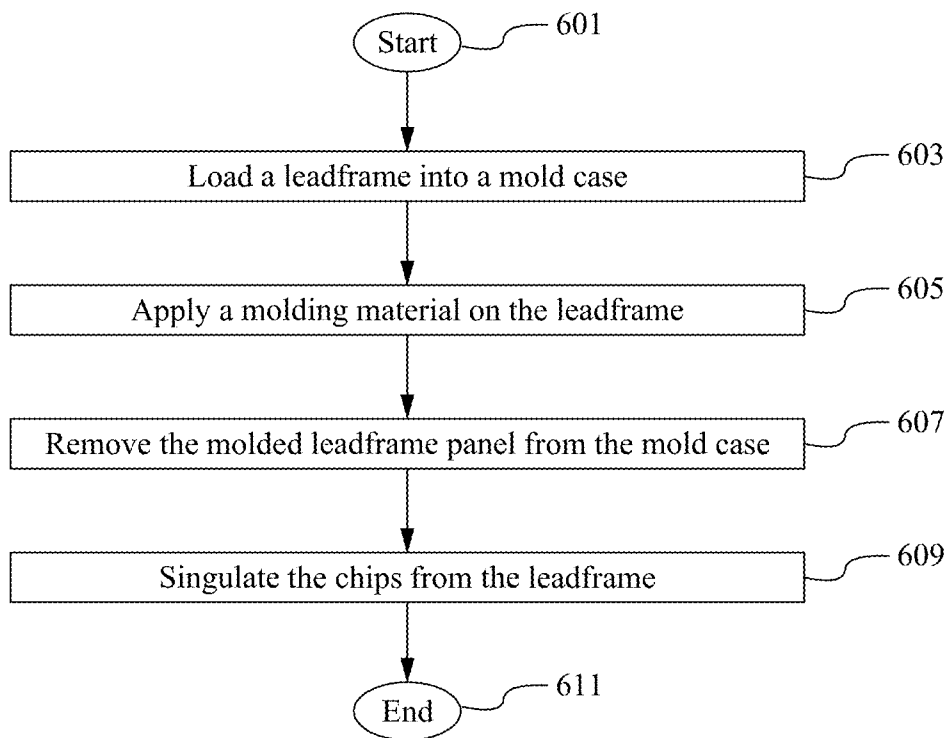 Start
601
Load a leadframe into a mold case
603
Apply a molding material on the leadframe
605
Remove the molded leadframe panel from the mold case
607
Singulate the chips from the leadframe
609
End
611